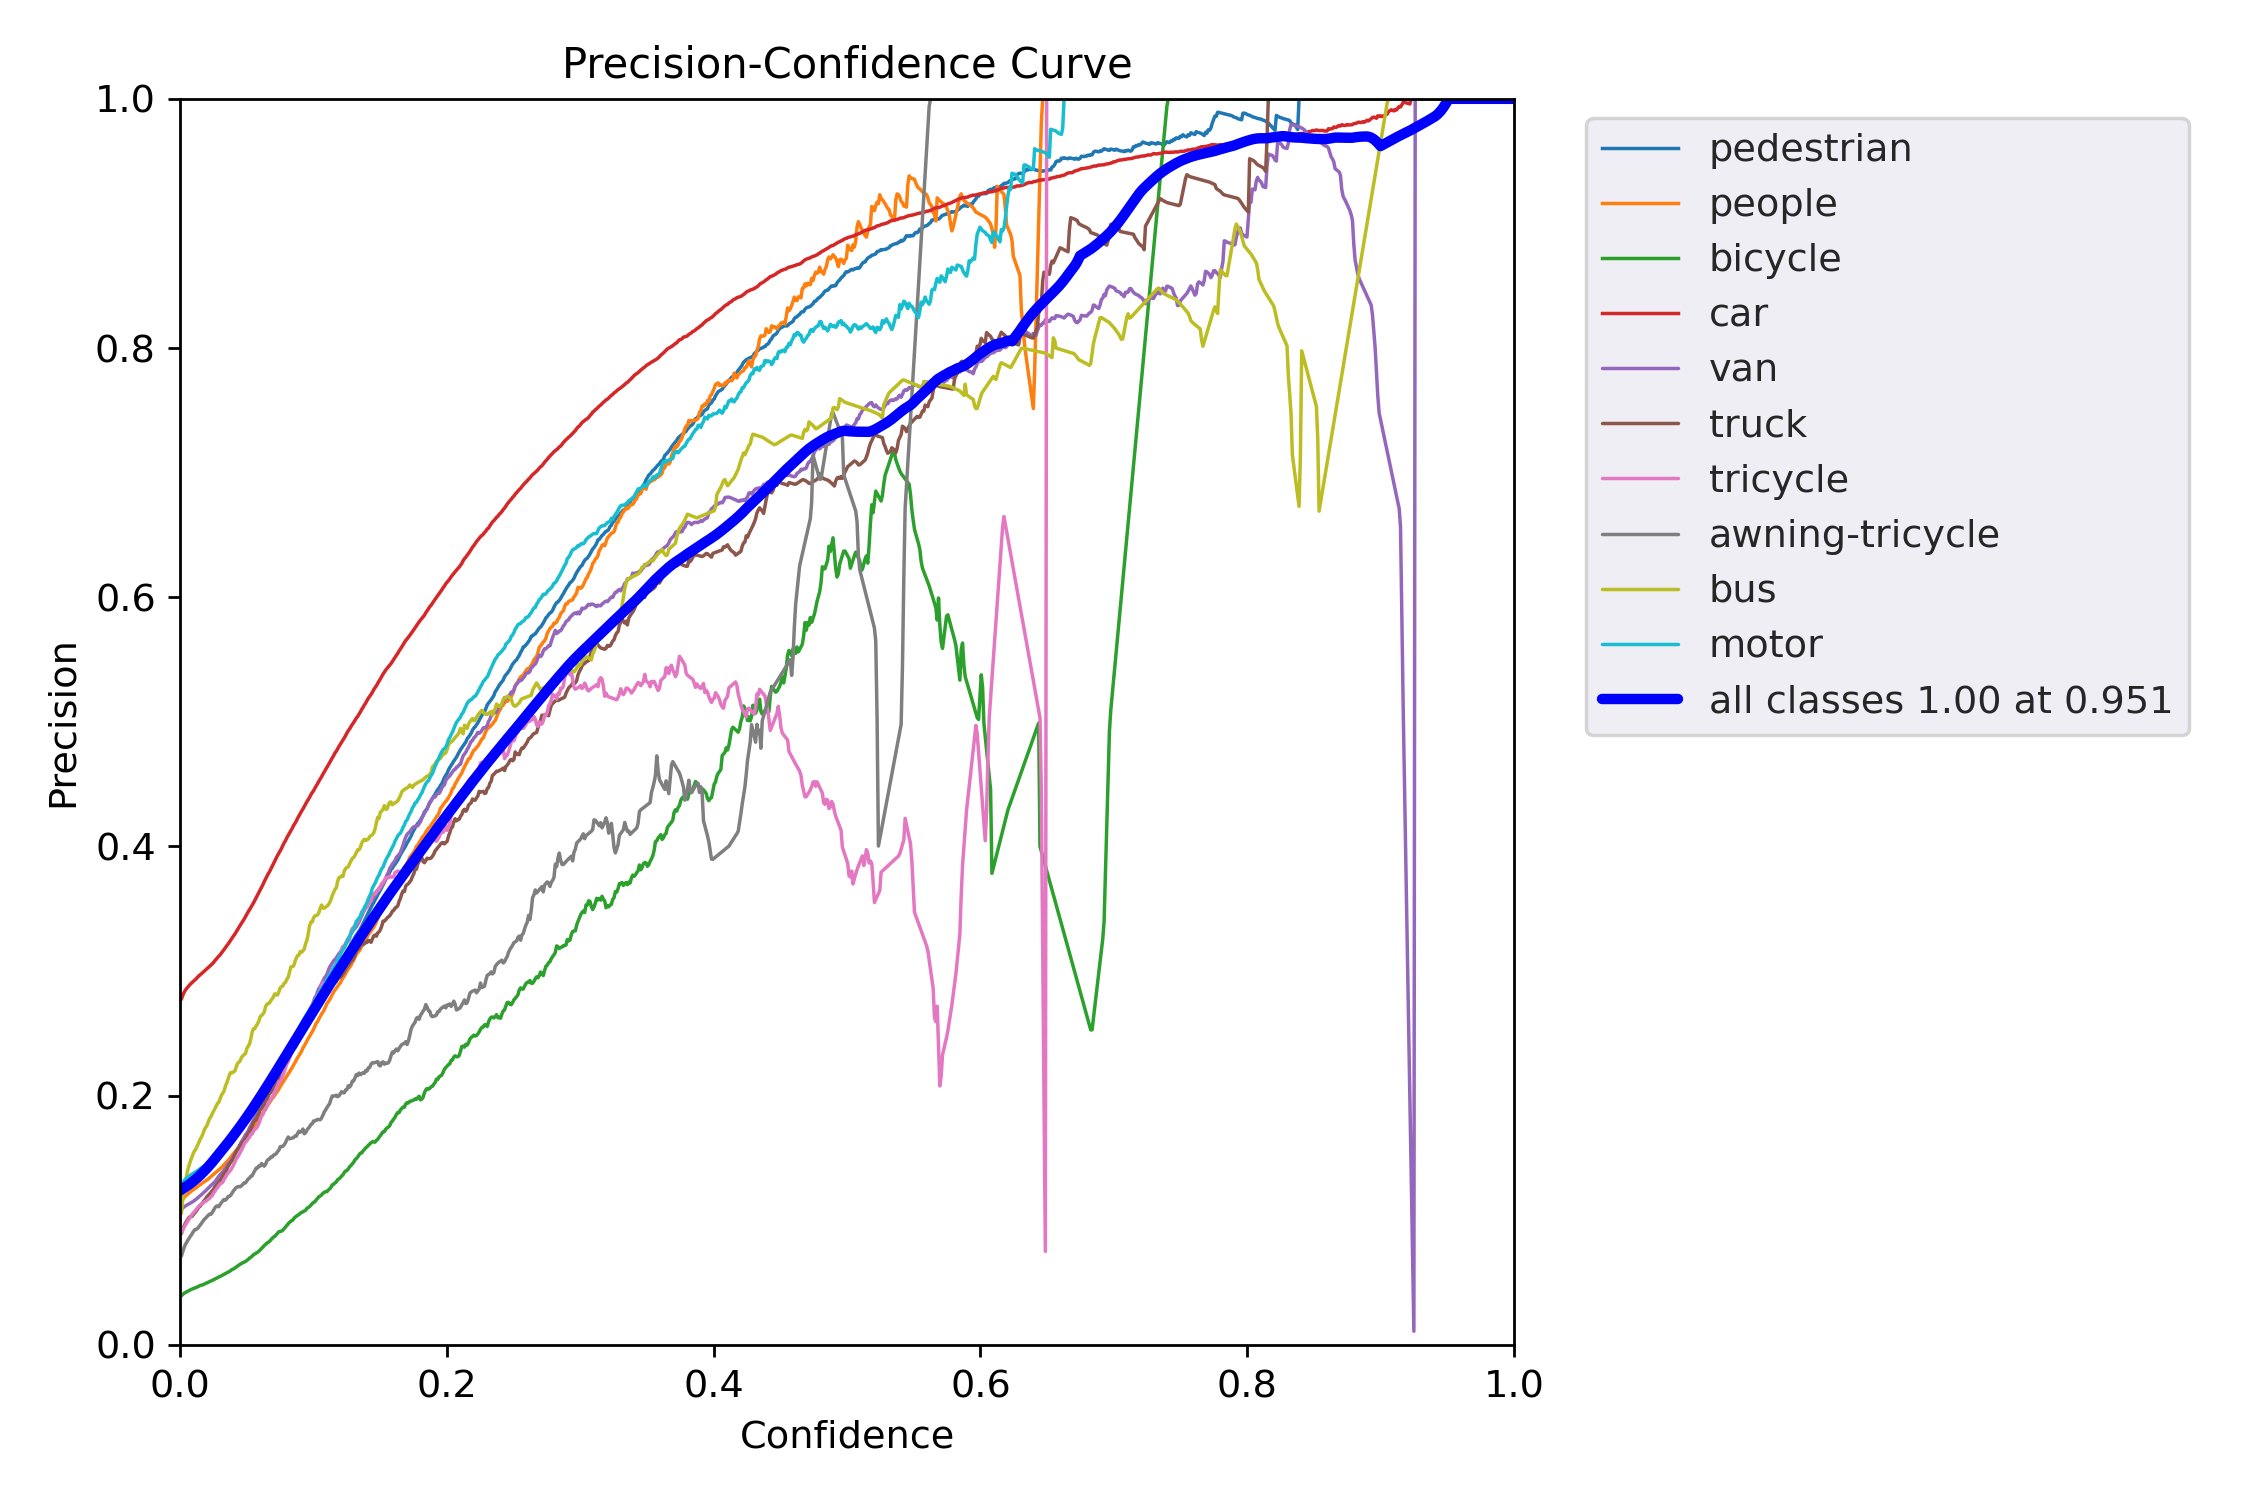 Precision-Confidence Curve
1.0
0.8
0.6
0.4
0.2
0.0
Precision
0.0 0.2 0.4 0.6 0.8 1.0
Confidence
pedestrian
people
bicycle
car
van
truck
tricycle
awning-tricycle
bus
motor
all classes 1.00 at 0.951